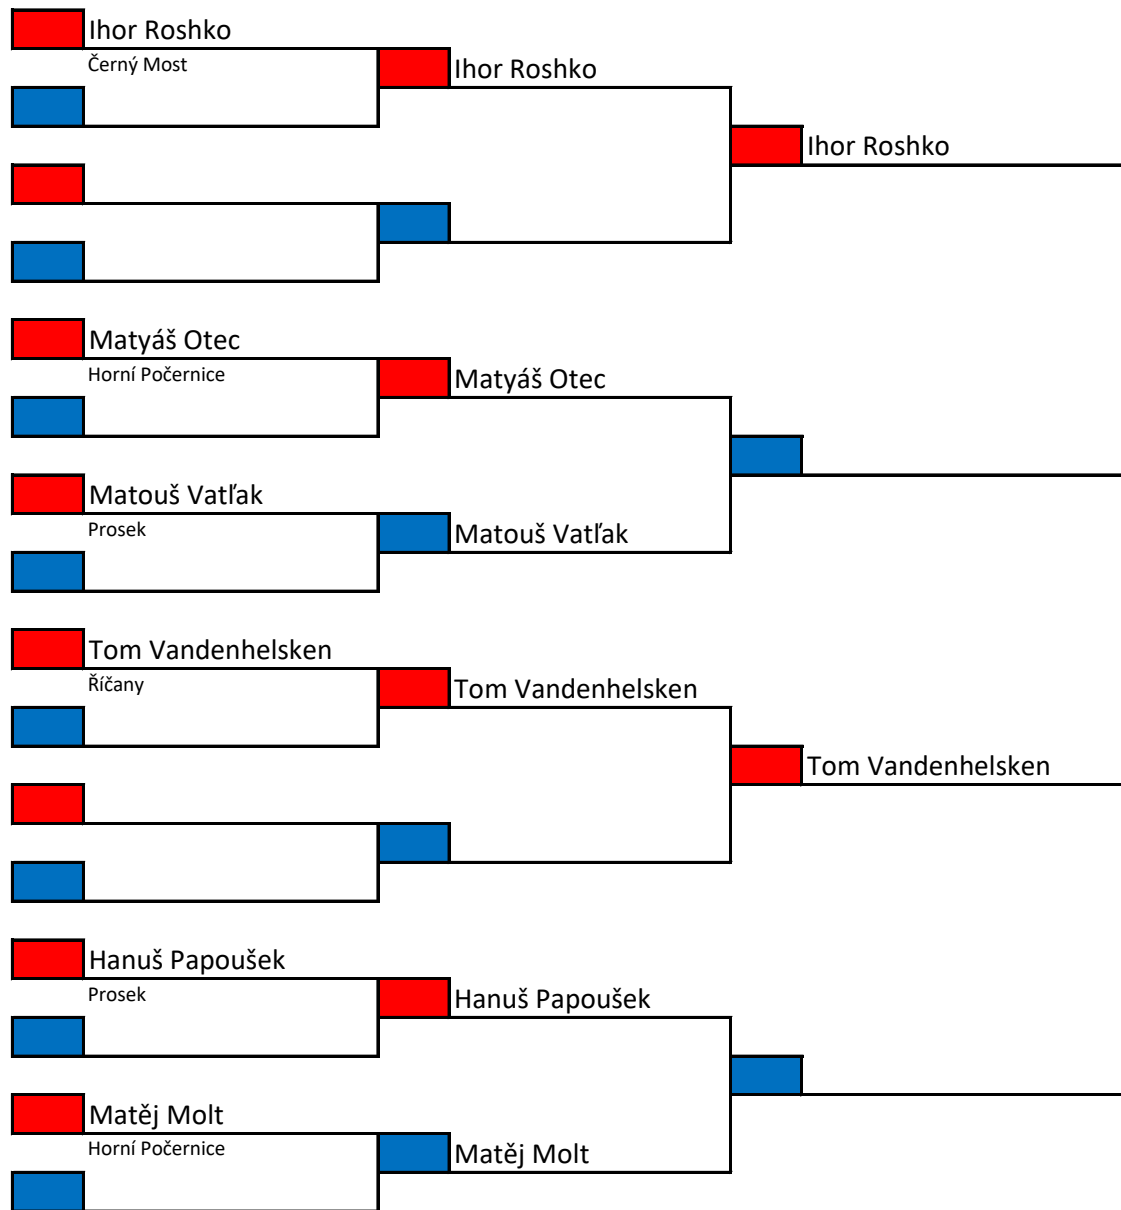 Ihor Roshko
Černý Most
Ihor Roshko
Ihor Roshko
Matyáš Otec
Horní Počernice
Matyáš Otec
Matouš Vatľak
Prosek
Matouš Vatľak
Tom Vandenhelsken
Říčany
Tom Vandenhelsken
Tom Vandenhelsken
Hanuš Papoušek
Prosek
Hanuš Papoušek
Matěj Molt
Horní Počernice
Matěj Molt